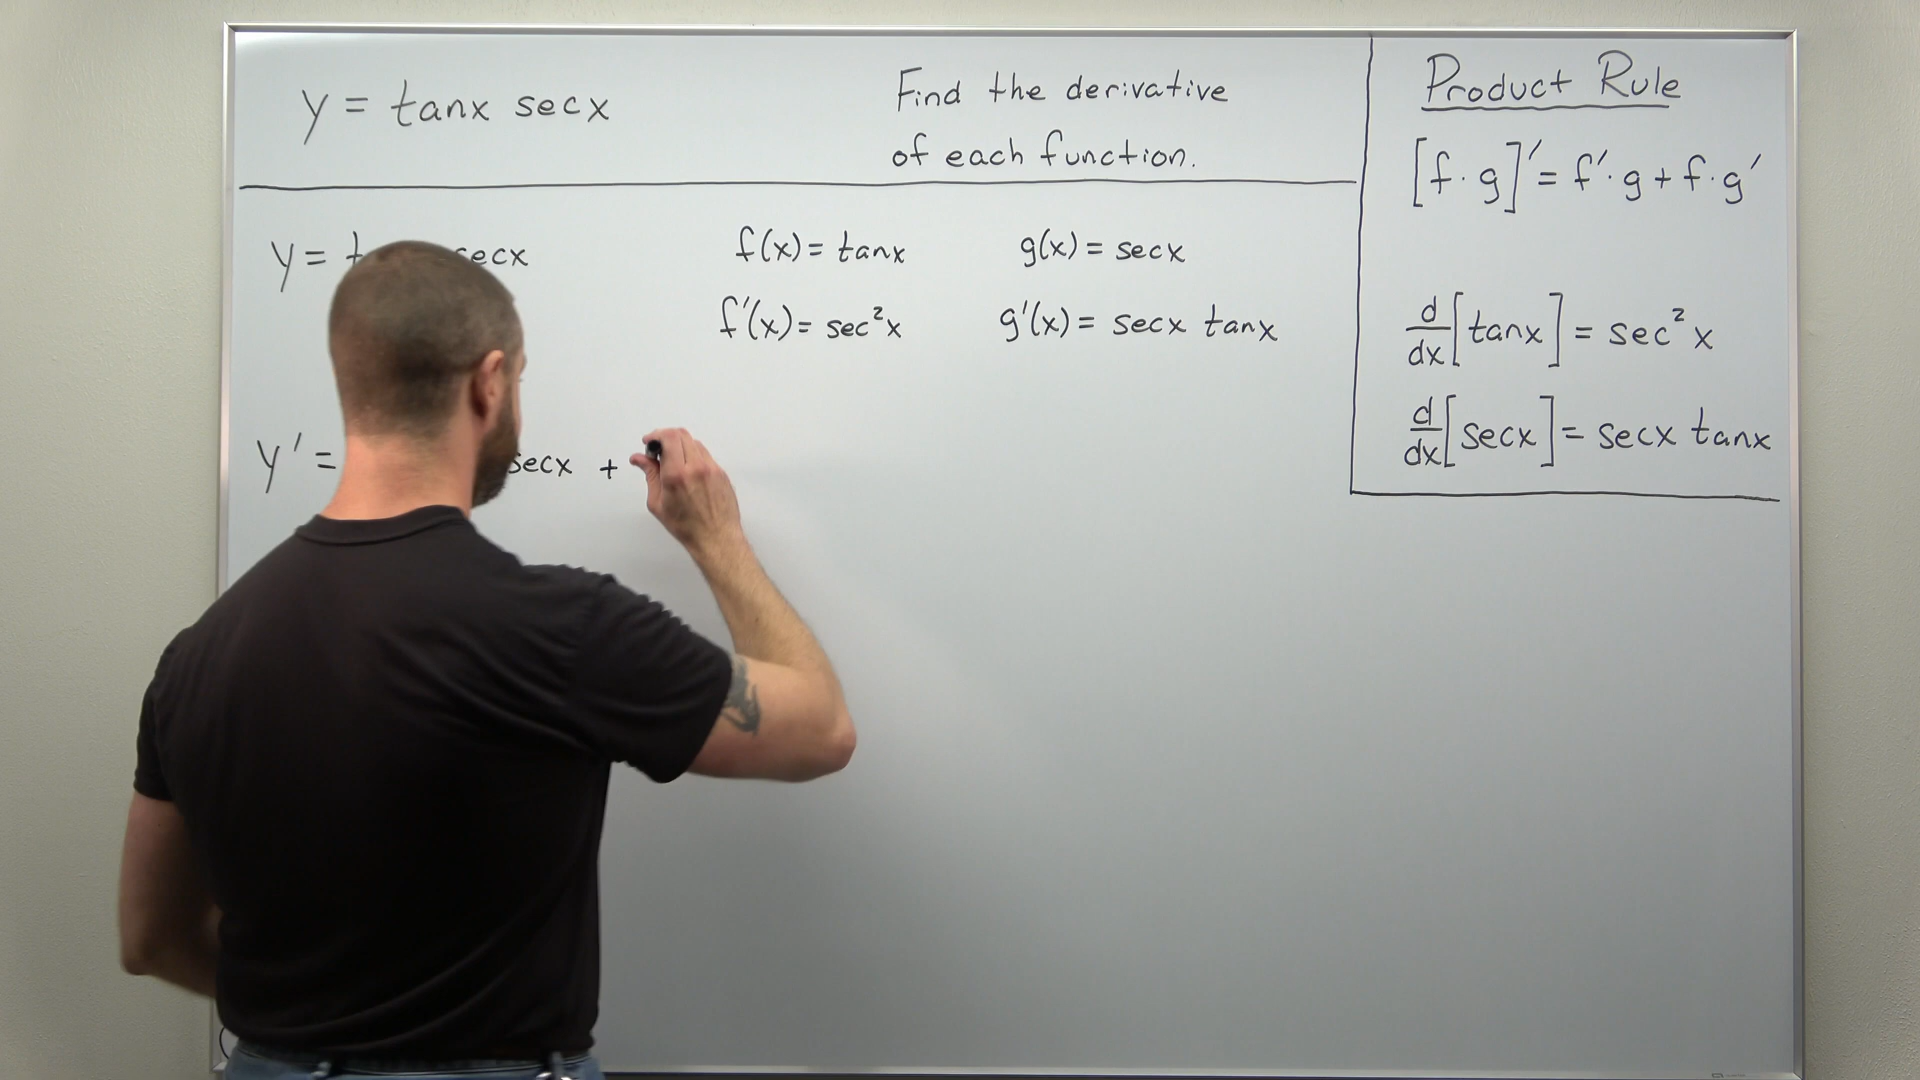 y = tanx secx
Find the derivative
of each function.
y = secx
f(x) = tanx
g(x) = secx
f'(x) = sec²x
g'(x) = secx tanx
y' = secx +
Product Rule
[f·g]' = f'·g + f·g'
d/dx[tanx] = sec²x
d/dx[secx] = secx tanx